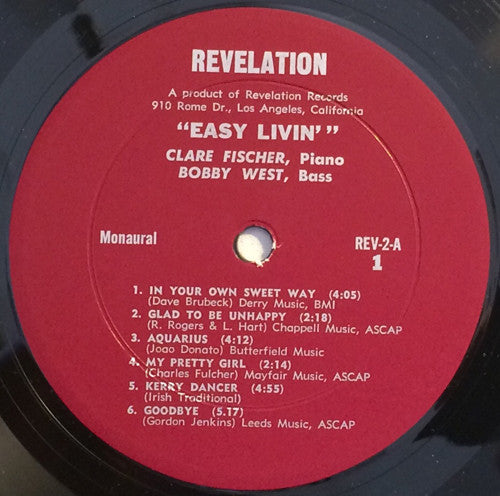 REVELATION
A product of Revelation Records
910 Rome Dr., Los Angeles, California
"EASY LIVIN'"
CLARE FISCHER, Piano
BOBBY WEST, Bass
Monaural
REV-2-A
1
1. IN YOUR OWN SWEET WAY (4:05)
(Dave Brubeck) Derry Music, BMI
2. GLAD TO BE UNHAPPY (2:18)
(R. Rogers & L. Hart) Chappell Music, ASCAP
3. AQUARIUS (4:12)
(Joao Donato) Butterfield Music
4. MY PRETTY GIRL (2:14)
(Charles Fulcher) Mayfair Music, ASCAP
5. KERRY DANCER (4:55)
(Irish Traditional)
6. GOODBYE (5.17)
(Gordon Jenkins) Leeds Music, ASCAP